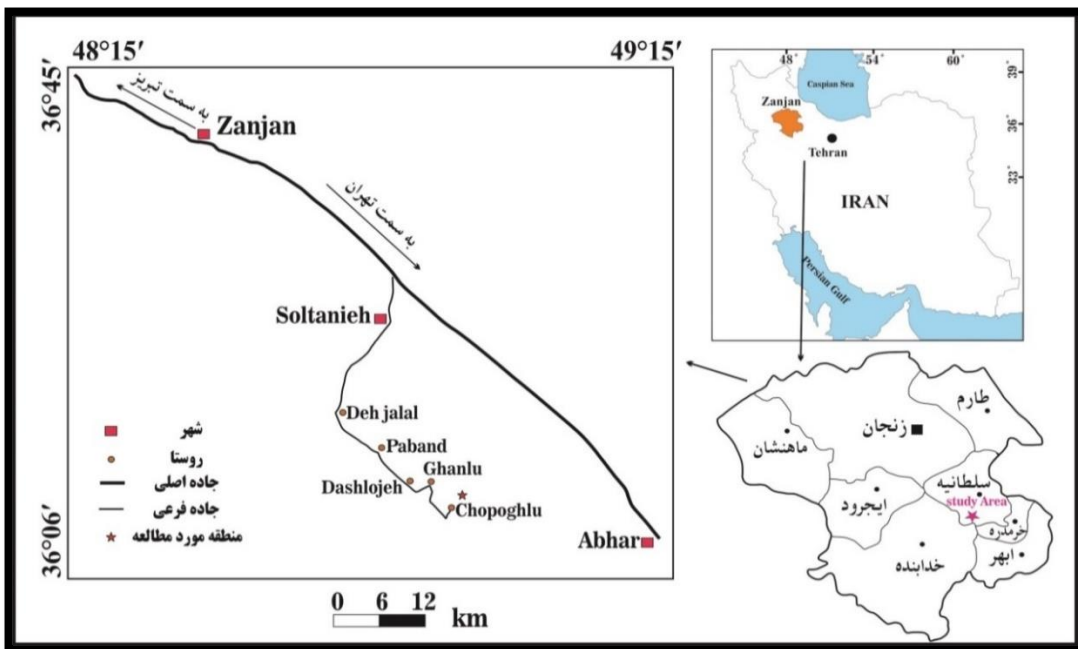 48°15′
49°15′
36°45′
36°06′
به سمت تبریز
Zanjan
به سمت تهران
Soltanieh
Deh jalal
Paband
Ghanlu
Dashlojeh
Chopoghlu
Abhar
شهر
روستا
جاده اصلی
جاده فرعی
منطقه مورد مطالعه
0 6 12
km
48°
54°
60°
39°
36°
33°
Caspian Sea
Zanjan
Tehran
IRAN
Persian Gulf
طارم
زنجان
ماهنشان
سلطانیه
study Area
ایجرود
خرمدره
ابهر
خدابنده